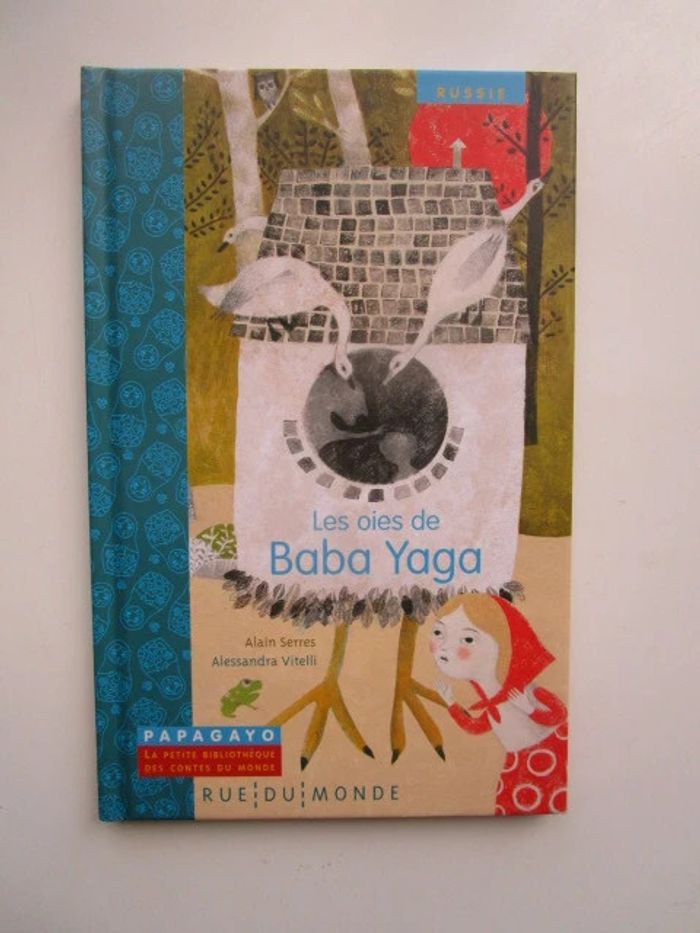 RUSSIE
Les oies de
Baba Yaga
Alain Serres
Alessandra Vitelli
PAPAGAYO
LA PETITE BIBLIOTHÈQUE
DES CONTES DU MONDE
RUE DU MONDE